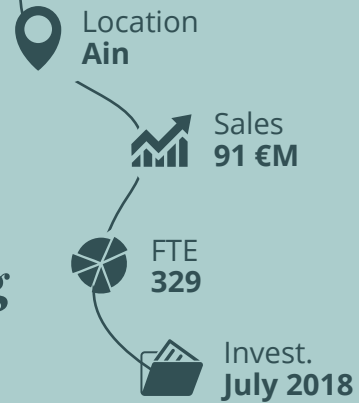 Location
Ain
Sales
91 €M
FTE
329
Invest.
July 2018